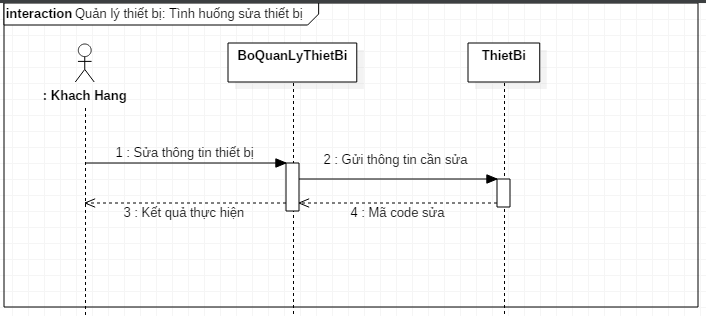 interaction Quản lý thiết bị: Tình huống sửa thiết bị
BoQuanLyThietBi
ThietBi
: Khach Hang
1 : Sửa thông tin thiết bị
2 : Gửi thông tin cần sửa
3 : Kết quả thực hiện
4 : Mã code sửa